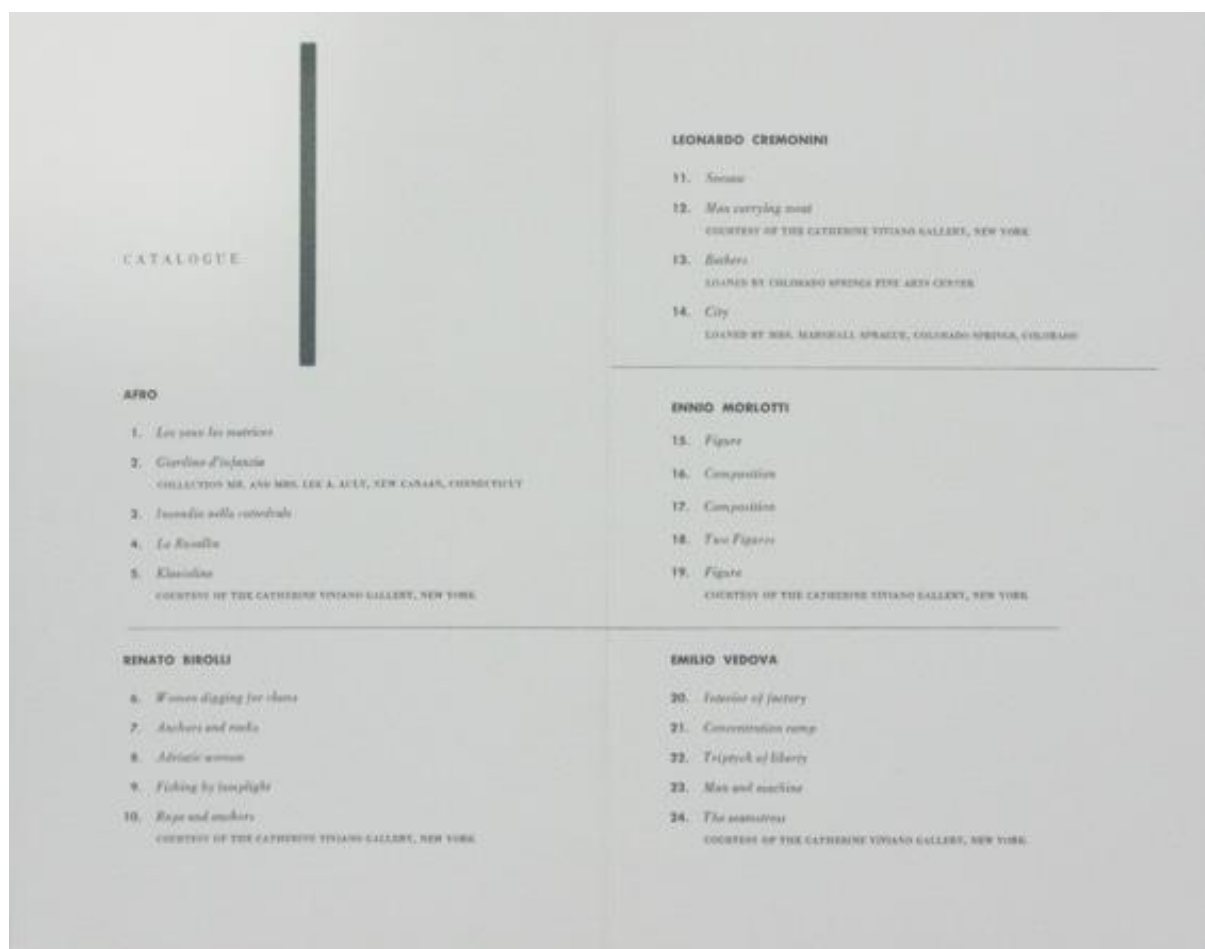 CATALOGUE
AFRO
1. Les yeux les matrices
2. Giardino d'infanzia
COLLECTION MR. AND MRS. LEE A. AULT, NEW CANAAN, CONNECTICUT
3. Incendio nella cattedrale
4. La
5.
COURTESY OF THE CATHERINE VIVIANO GALLERY, NEW YORK
RENATO BIROLLI
6. Women digging for clams
7. Anchors and rocks
8. Adriatic woman
9. Fishing by lamplight
10. Rope and anchors
COURTESY OF THE CATHERINE VIVIANO GALLERY, NEW YORK
LEONARDO CREMONINI
11. Seesaw
12. Man carrying meat
COURTESY OF THE CATHERINE VIVIANO GALLERY, NEW YORK
13. Bathers
LOANED BY COLORADO SPRINGS FINE ARTS CENTER
14. City
LOANED BY MRS. MARSHALL SPRAGUE, COLORADO SPRINGS, COLORADO
ENNIO MORLOTTI
15. Figure
16. Composition
17. Composition
18. Two Figures
19. Figure
COURTESY OF THE CATHERINE VIVIANO GALLERY, NEW YORK
EMILIO VEDOVA
20. Interior of factory
21. Concentration camp
22. Triptych of liberty
23. Man and machine
24. The seamstress
COURTESY OF THE CATHERINE VIVIANO GALLERY, NEW YORK